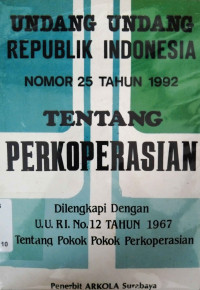 UNDANG UNDANG
REPUBLIK INDONESIA
NOMOR 25 TAHUN 1992
TENTANG
PERKOPERASIAN
Dilengkapi Dengan
U.U.R.I. No.12 TAHUN 1967
Tentang Pokok Pokok Perkoperasian
Penerbit ARKOLA Surabaya
10